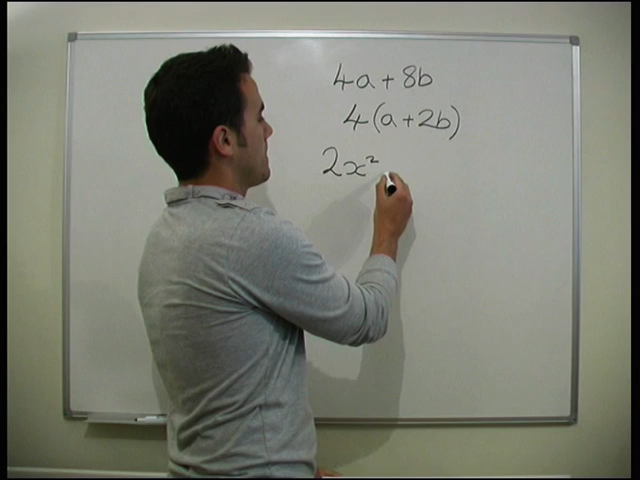 4a + 8b
4(a + 2b)
2x²